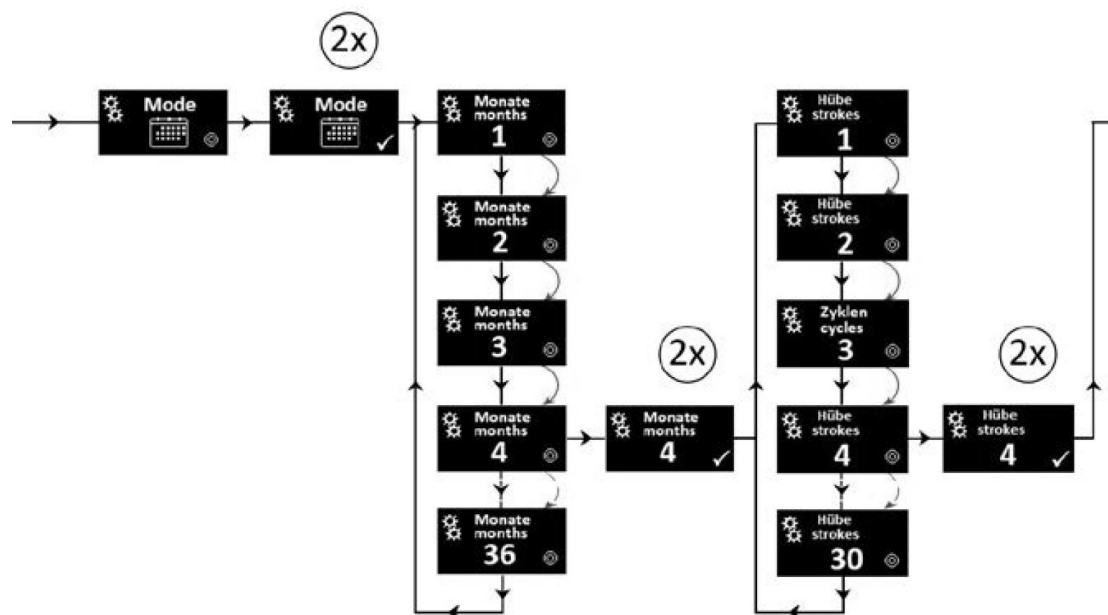 2x
Mode
Mode
Monate
months
1
Monate
months
2
Monate
months
3
Monate
months
4
Monate
months
36
2x
Monate
months
4
Hübe
strokes
1
Hübe
strokes
2
Zyklen
cycles
3
Hübe
strokes
4
Hübe
strokes
30
2x
Hübe
strokes
4